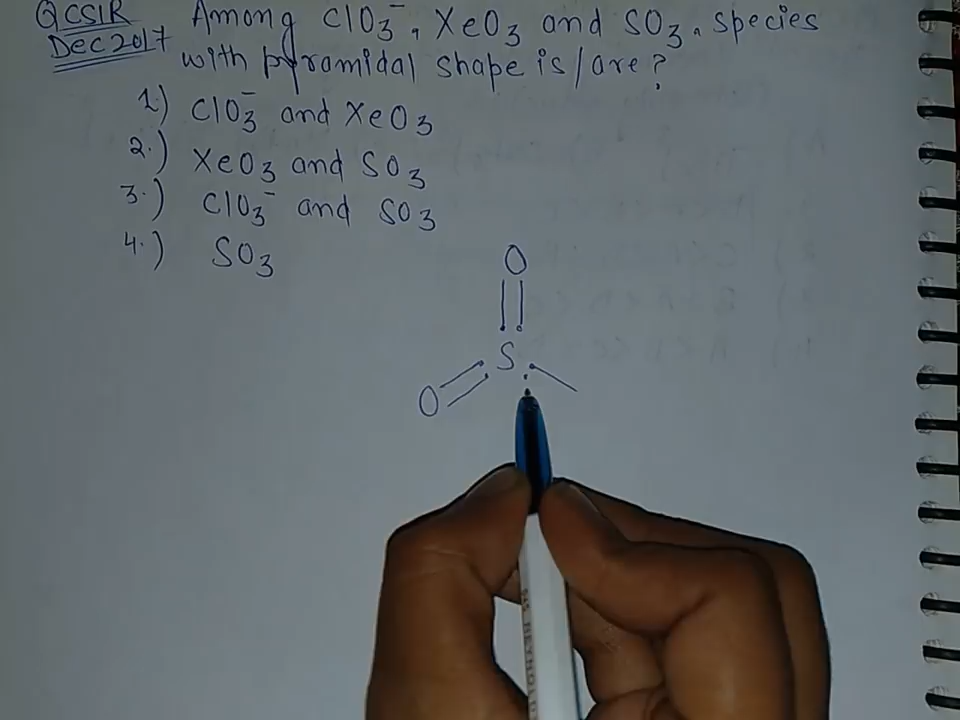 QCSIR Among ClO3⁻, XeO3 and SO3, species
Dec 2017 with pyramidal shape is/are?
1) ClO3⁻ and XeO3
2.) XeO3 and SO3
3.) ClO3⁻ and SO3
4.) SO3
O
S
O